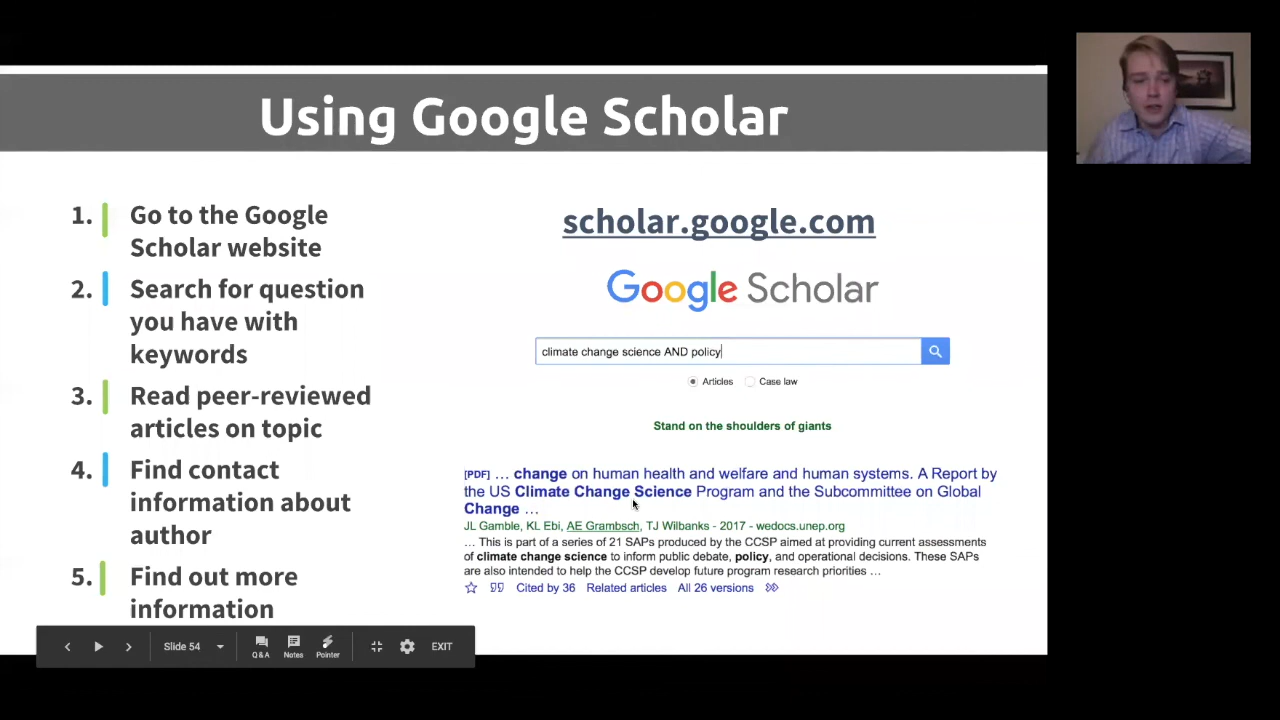 Using Google Scholar
1. Go to the Google
Scholar website
2. Search for question
you have with
keywords
3. Read peer-reviewed
articles on topic
4. Find contact
information about
author
5. Find out more
information
scholar.google.com
Google Scholar
climate change science AND policy
Articles Case law
Stand on the shoulders of giants
[PDF] ... change on human health and welfare and human systems. A Report by
the US Climate Change Science Program and the Subcommittee on Global
Change ...
JL Gamble, KL Ebi, AE Grambsch, TJ Wilbanks - 2017 - wedocs.unep.org
... This is part of a series of 21 SAPs produced by the CCSP aimed at providing current assessments
of climate change science to inform public debate, policy, and operational decisions. These SAPs
are also intended to help the CCSP develop future program research priorities ...
Cited by 36 Related articles All 26 versions
Slide 54 Q&A Notes Pointer EXIT